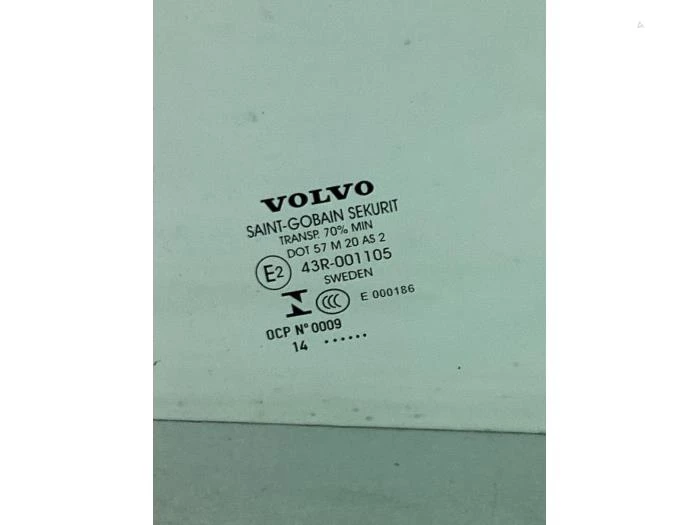 VOLVO
SAINT-GOBAIN SEKURIT
TRANSP. 70% MIN
DOT 57 M 20 AS 2
E2 43R-001105
SWEDEN
CCC E 000186
OCP N° 0009
14 ......